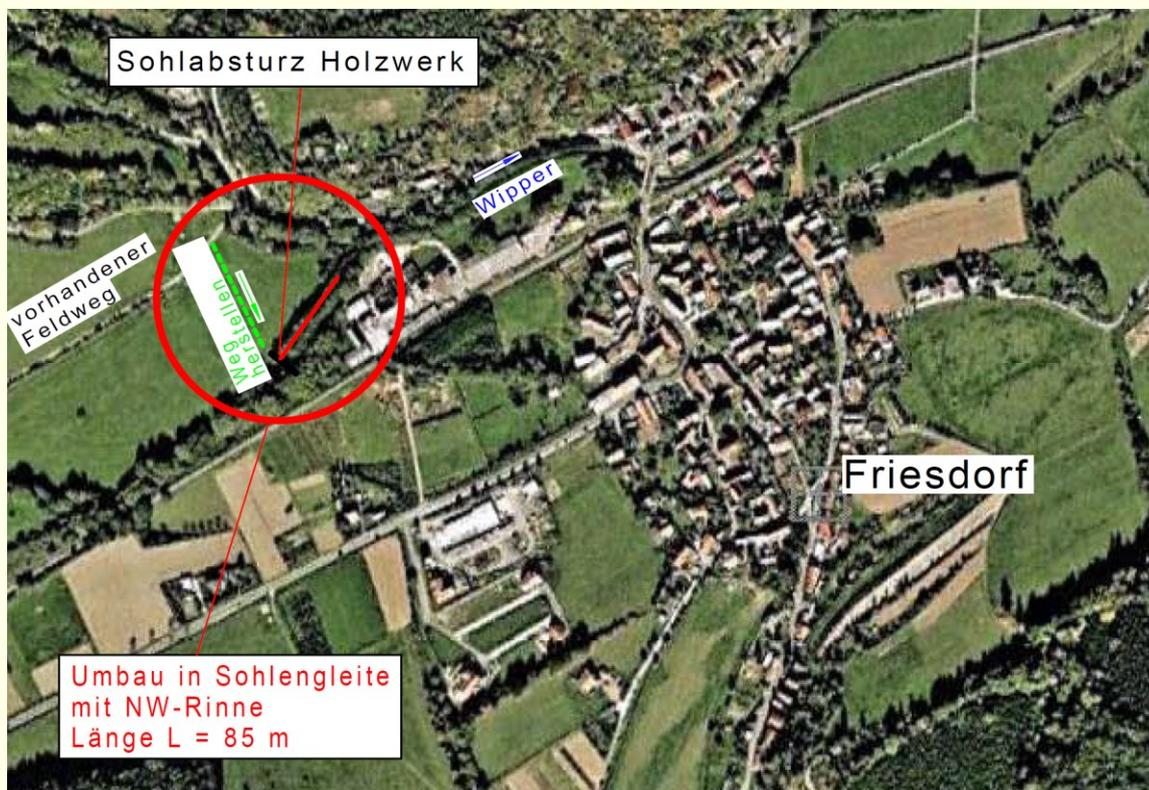 Sohlabsturz Holzwerk
Wipper
vorhandener
Feldweg
Weg
herstellen
Friesdorf
Umbau in Sohlengleite
mit NW-Rinne
Länge L = 85 m